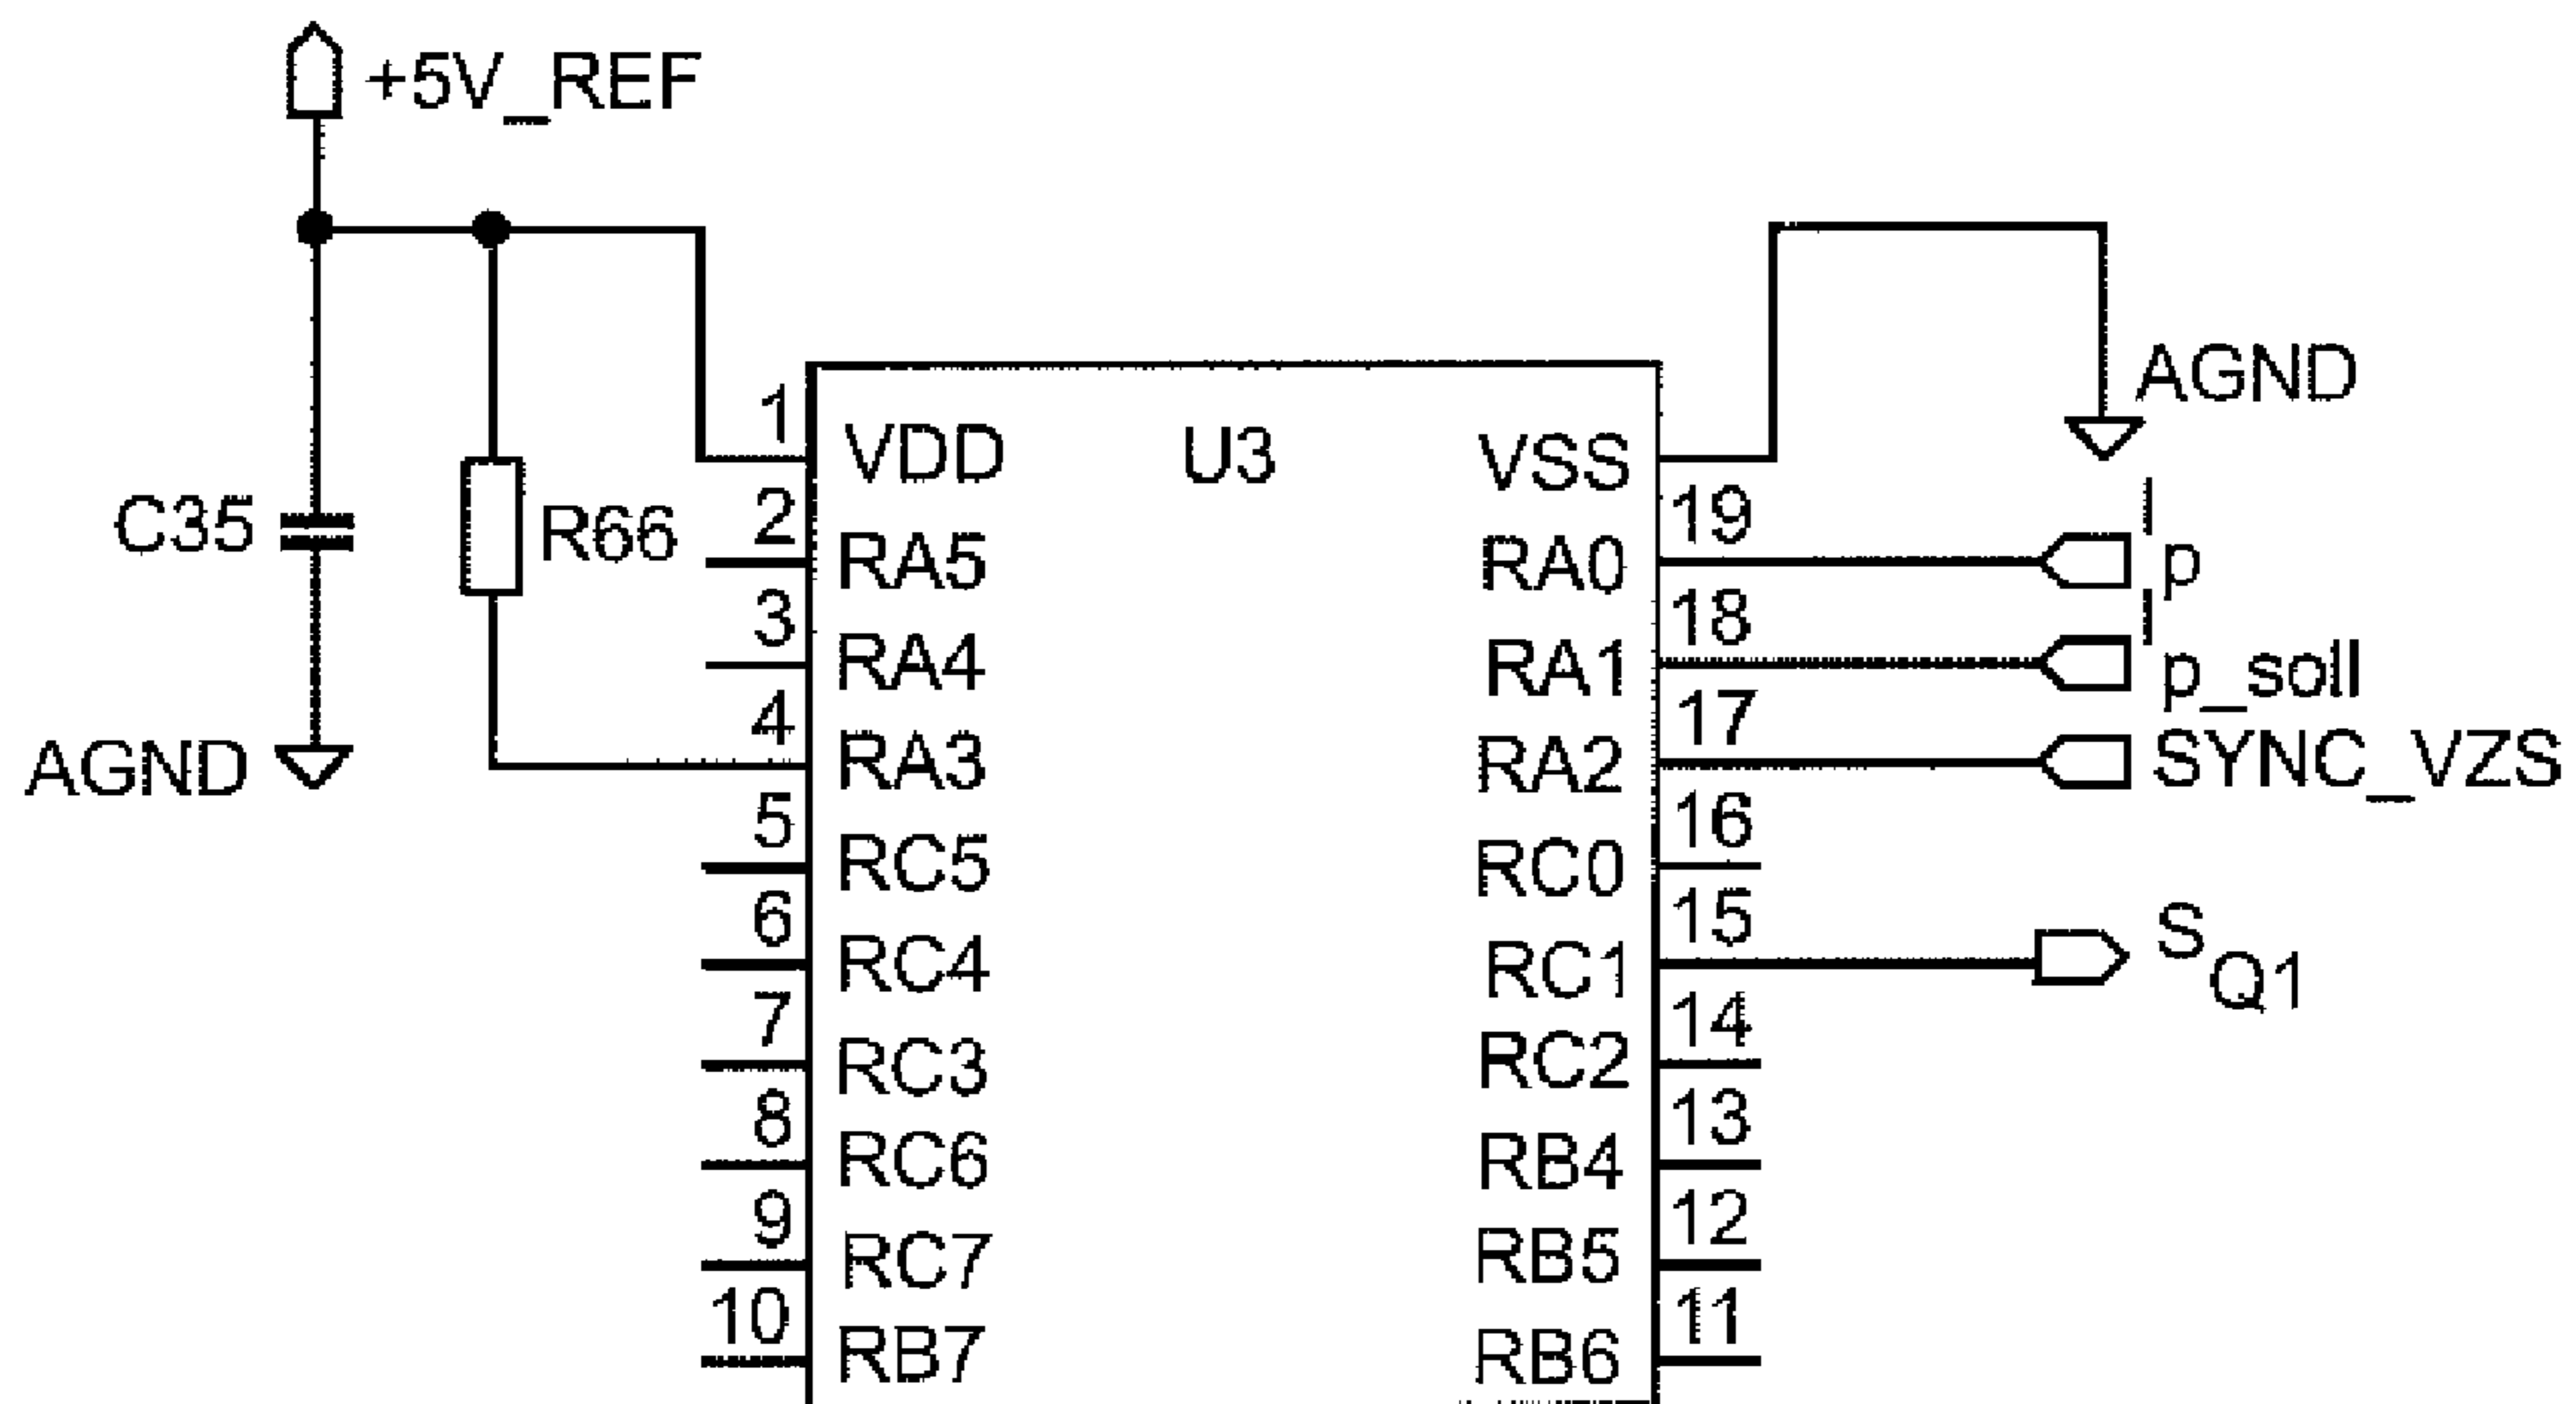 +5V_REF
AGND
1
VDD
U3
VSS
C35
R66
2
RA5
19
RA0
I
p
3
RA4
18
RA1
I
p_soll
AGND
4
RA3
17
RA2
SYNC_VZS
5
RC5
16
RC0
6
RC4
15
RC1
S
Q1
7
RC3
14
RC2
8
RC6
13
RB4
9
RC7
12
RB5
10
RB7
11
RB6